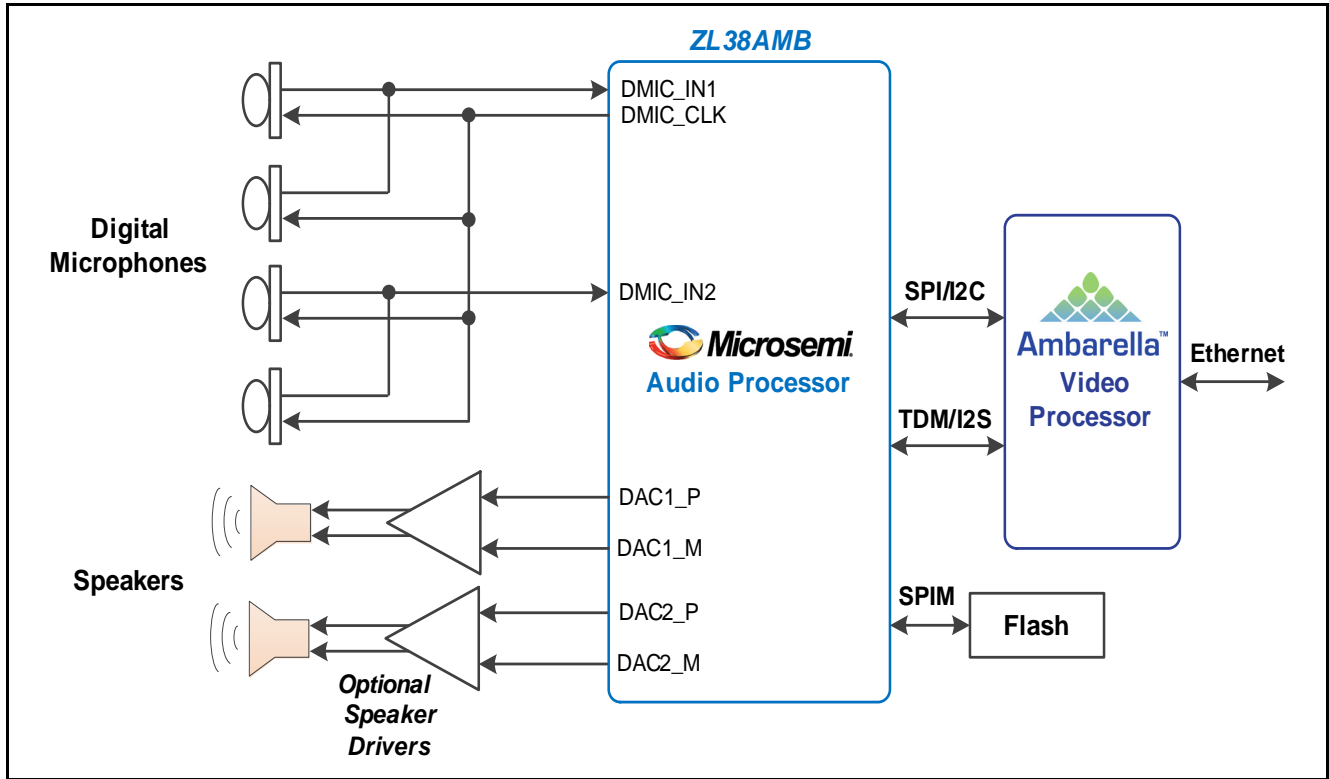 ZL38AMB
DMIC_IN1
DMIC_CLK
Digital
Microphones
DMIC_IN2
Microsemi.
Audio Processor
SPI/I2C
TDM/I2S
Ambarella™
Video
Processor
Ethernet
DAC1_P
DAC1_M
Speakers
DAC2_P
DAC2_M
Optional
Speaker
Drivers
SPIM
Flash